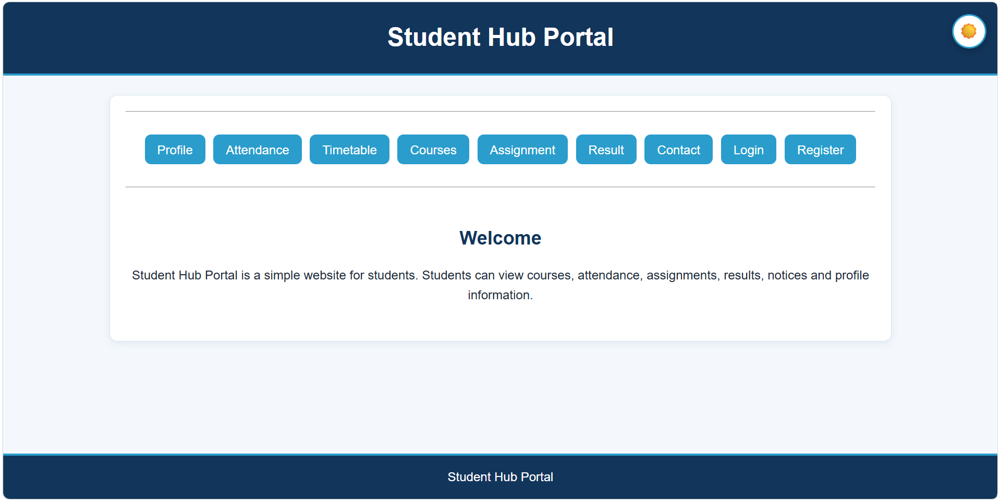 Student Hub Portal
Profile Attendance Timetable Courses Assignment Result Contact Login Register
Welcome
Student Hub Portal is a simple website for students. Students can view courses, attendance, assignments, results, notices and profile
information.
Student Hub Portal